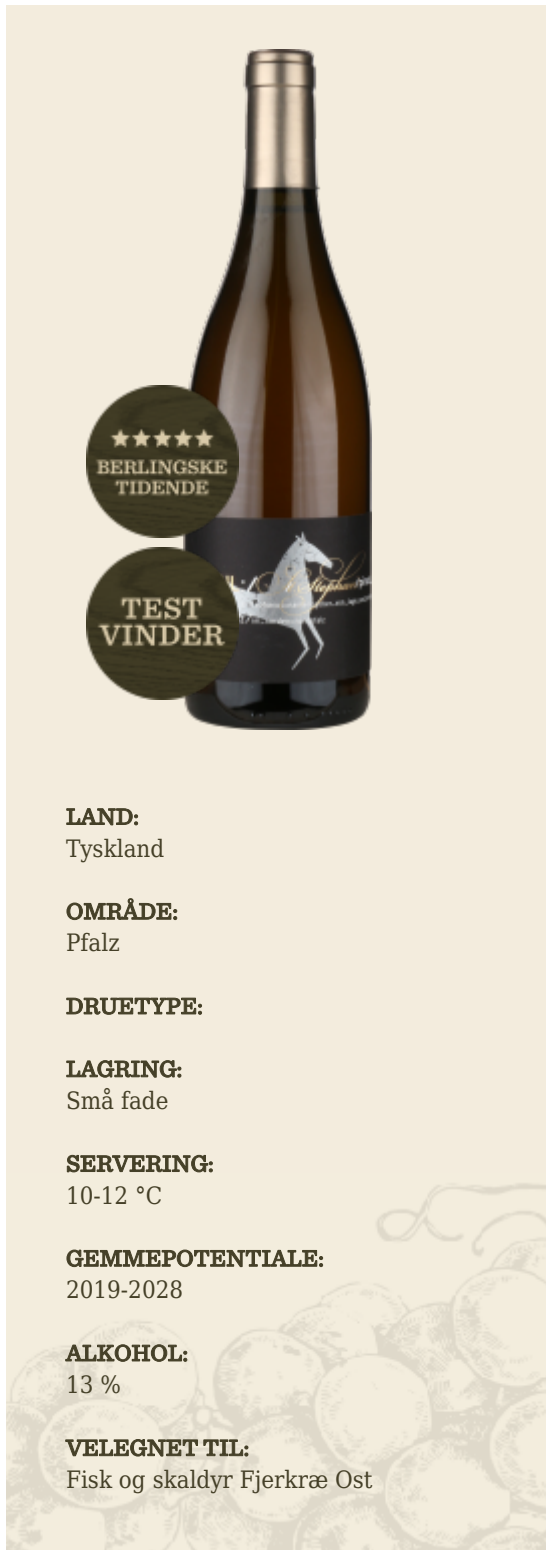 ★★★★★
BERLINGSKE
TIDENDE
TEST
VINDER
LAND:
Tyskland
OMRÅDE:
Pfalz
DRUETYPE:
LAGRING:
Små fade
SERVERING:
10-12 °C
GEMMEPOTENTIALE:
2019-2028
ALKOHOL:
13 %
VELEGNET TIL:
Fisk og skaldyr Fjerkræ Ost